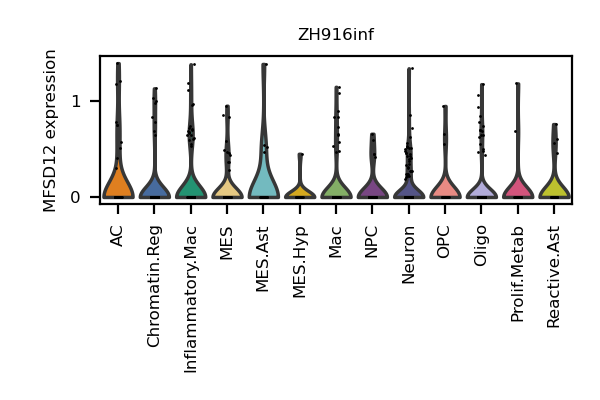 ZH916inf
MFSD12 expression
1
0
AC
Chromatin.Reg
Inflammatory.Mac
MES
MES.Ast
MES.Hyp
Mac
NPC
Neuron
OPC
Oligo
Prolif.Metab
Reactive.Ast